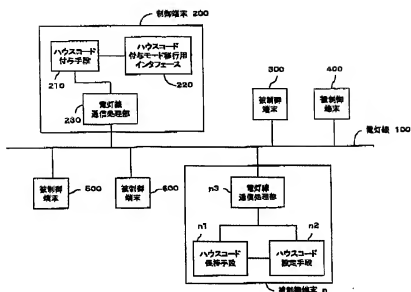 制御端末 200
ハウスコード
付与手段
210
ハウスコード
付与モード移行用
インタフェース
220
電灯線
通信処理部
230
300
被制御
端末
400
被制御
端末
電灯線 100
被制御
端末
500
被制御
端末
600
n3
電灯線
通信処理部
n1
ハウスコード
保持手段
n2
ハウスコード
設定手段
被制御端末 n